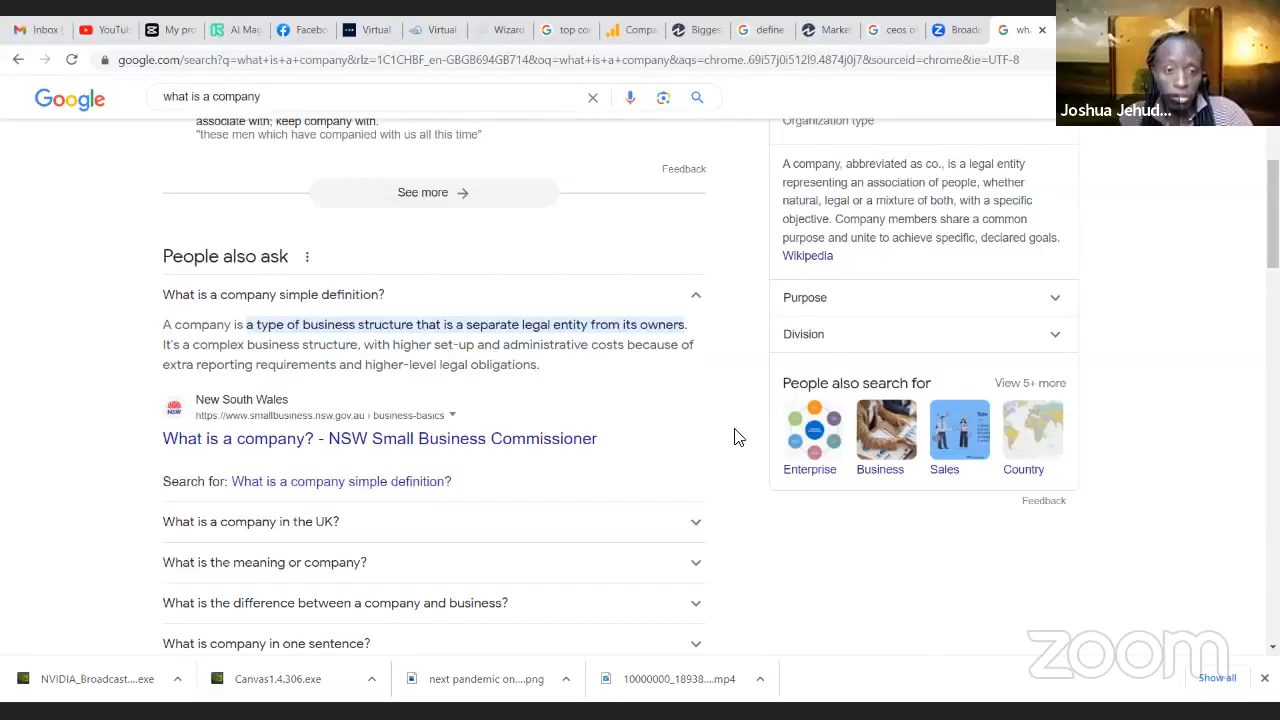 Inbox (
YouTub
My pro
AI Mag
Facebo
Virtual
Virtual
Wizard
top co
Compa
Bigges
define
Market
ceos of
Broadc
wh
google.com/search?q=what+is+a+company&rlz=1C1CHBF_en-GBGB694GB714&oq=what+is+a+company&aqs=chrome..69i57j0i512l9.4874j0j7&sourceid=chrome&ie=UTF-8
Joshua Jehud...
Google
what is a company
associate with; keep company with.
"these men which have companied with us all this time"
Feedback
See more
People also ask
What is a company simple definition?
A company is a type of business structure that is a separate legal entity from its owners.
It's a complex business structure, with higher set-up and administrative costs because of
extra reporting requirements and higher-level legal obligations.
NSW
New South Wales
https://www.smallbusiness.nsw.gov.au › business-basics
What is a company? - NSW Small Business Commissioner
Search for: What is a company simple definition?
What is a company in the UK?
What is the meaning or company?
What is the difference between a company and business?
What is company in one sentence?
Organization type
A company, abbreviated as co., is a legal entity
representing an association of people, whether
natural, legal or a mixture of both, with a specific
objective. Company members share a common
purpose and unite to achieve specific, declared goals.
Wikipedia
Purpose
Division
People also search for
View 5+ more
Sale
Enterprise
Business
Sales
Country
Feedback
zoom
NVIDIA_Broadcast....exe
Canvas1.4.306.exe
next pandemic on....png
10000000_18938....mp4
Show all